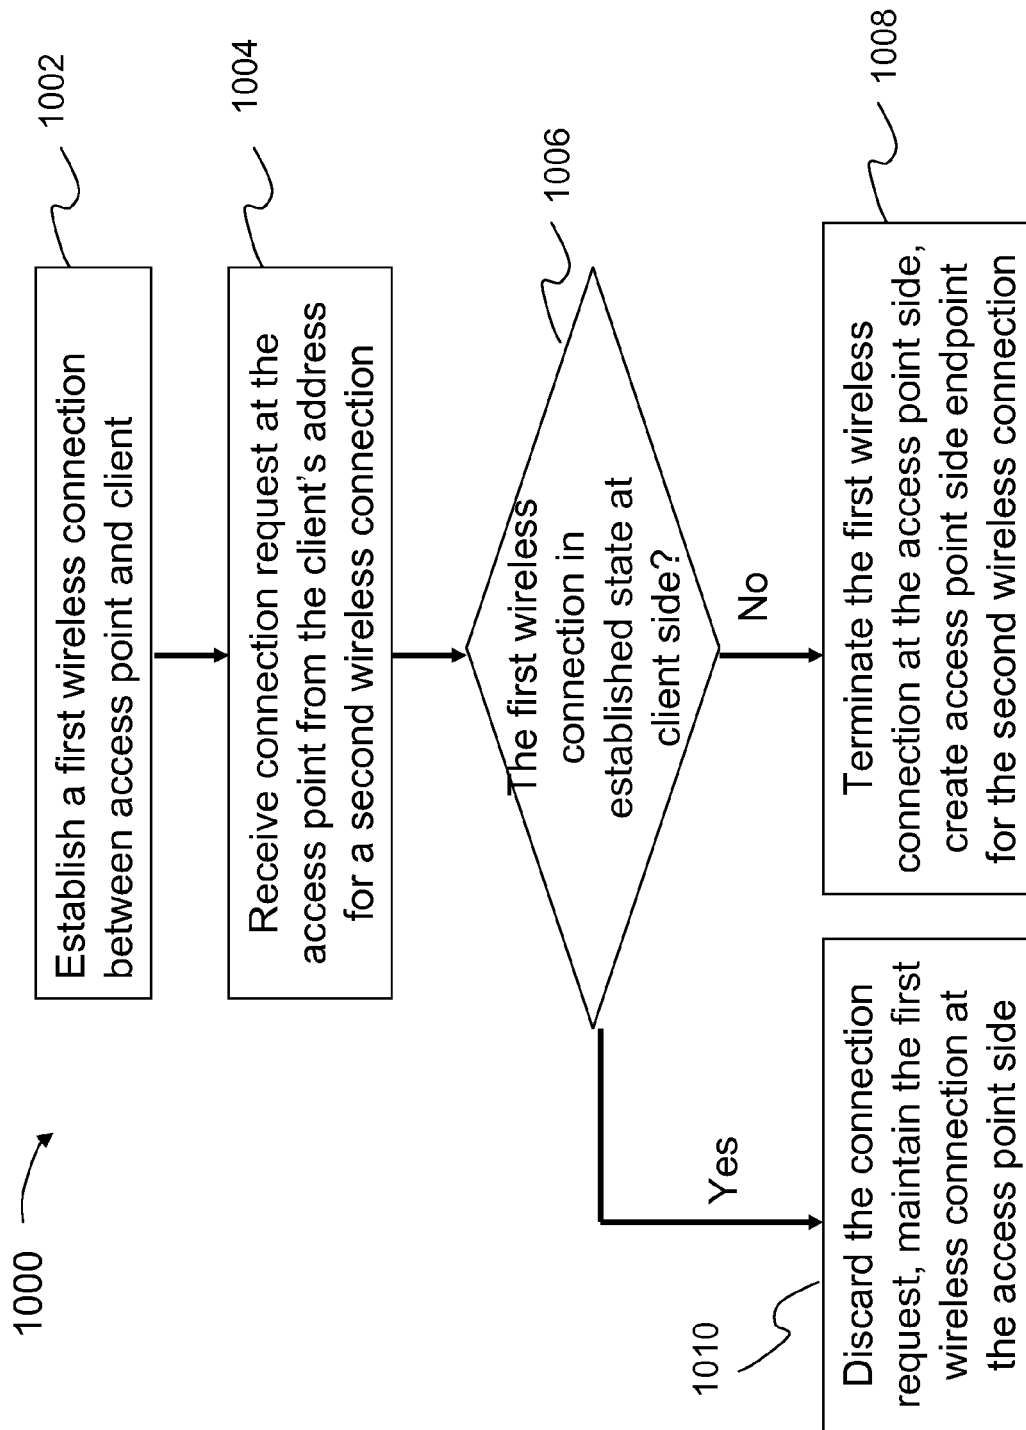 1000
Establish a first wireless connection
between access point and client
1002
Receive connection request at the
access point from the client's address
for a second wireless connection
1004
The first wireless
connection in
established state at
client side?
1006
Yes
No
Discard the connection
request, maintain the first
wireless connection at
the access point side
1010
Terminate the first wireless
connection at the access point side,
create access point side endpoint
for the second wireless connection
1008